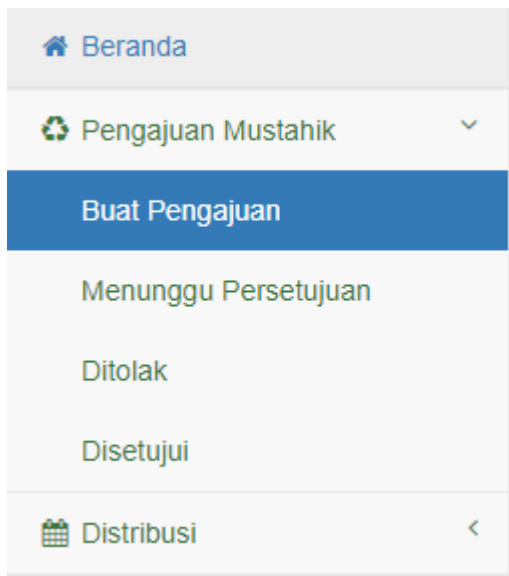 Beranda
Pengajuan Mustahik
Buat Pengajuan
Menunggu Persetujuan
Ditolak
Disetujui
Distribusi